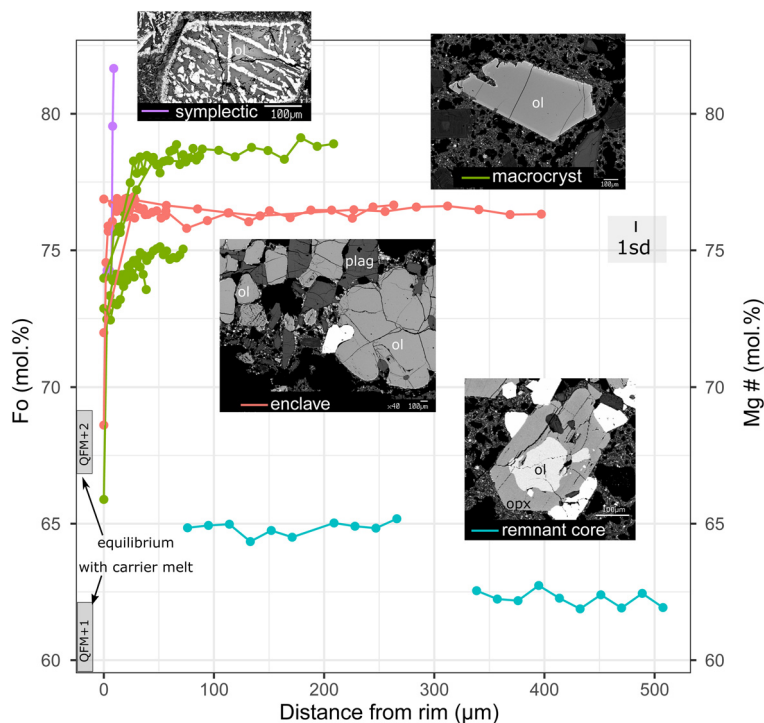 ol
symplectic
100µm
ol
macrocryst
100µm
80
80
1sd
plag
ol
ol
enclave
x40 100µm
75
75
Fo (mol.%)
Mg # (mol.%)
70
70
QFM+2
ol
opx
100µm
remnant core
65
65
equilibrium
with carrier melt
QFM+1
60
60
0 100 200 300 400 500
Distance from rim (µm)